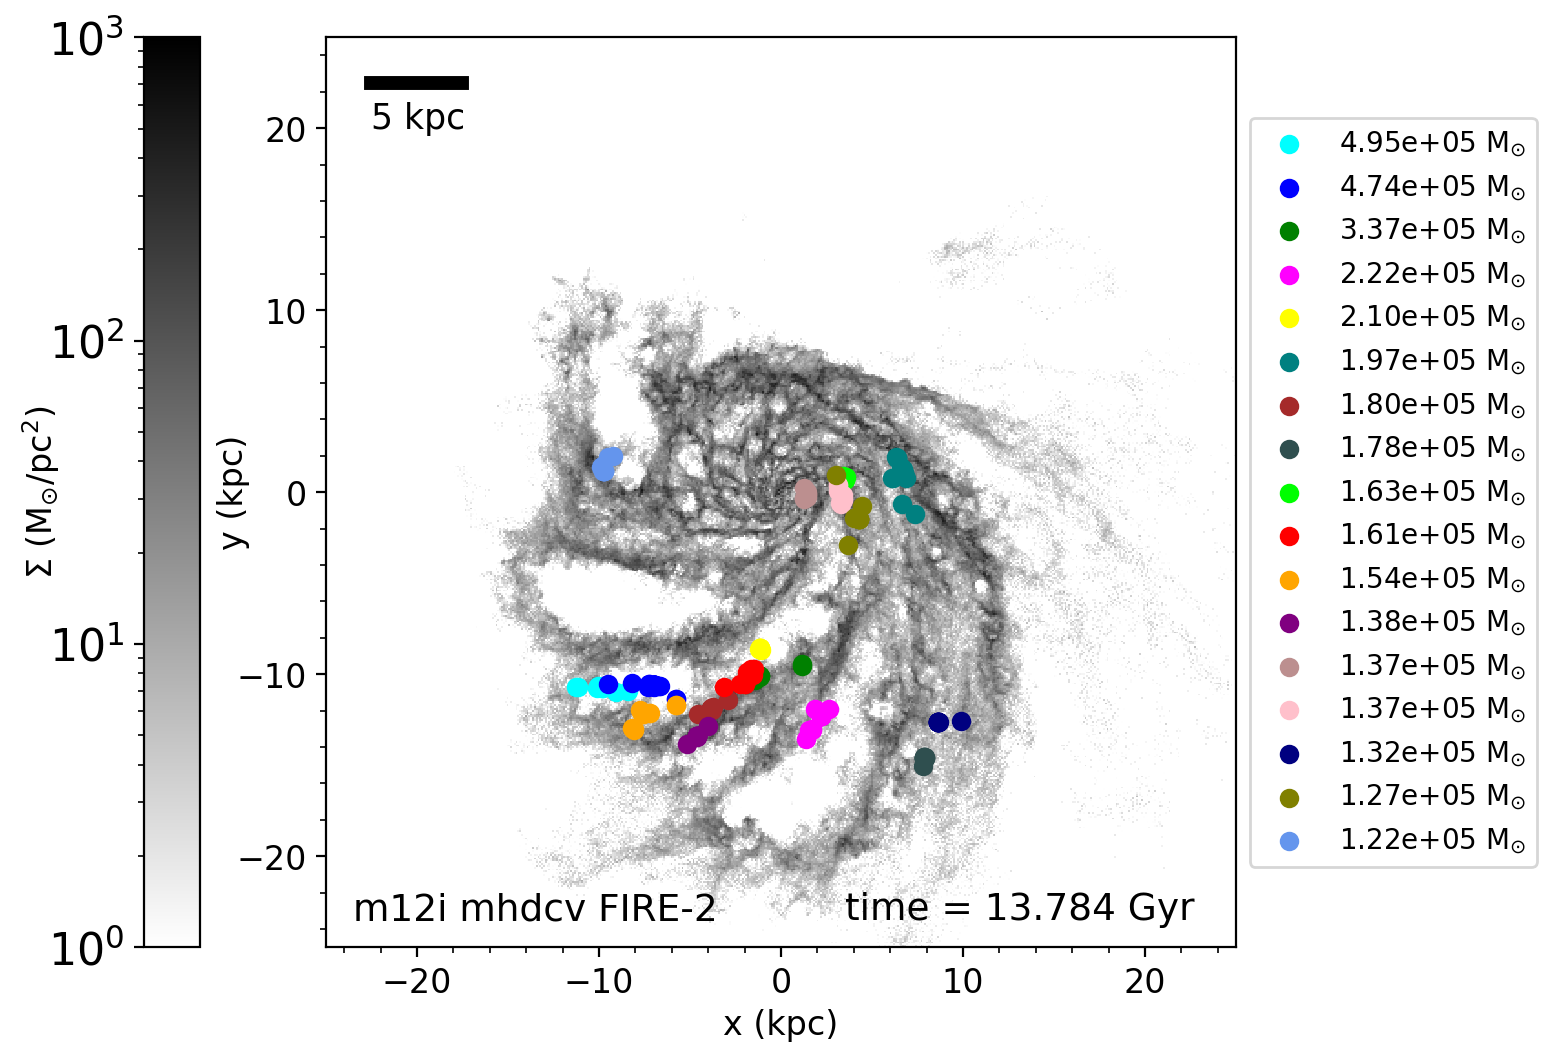 10³
10²
10¹
10⁰
Σ (M☉/pc²)
y (kpc)
20
10
0
−10
−20
5 kpc
m12i mhdcv FIRE-2
time = 13.784 Gyr
−20
−10
0
10
20
x (kpc)
4.95e+05 M☉
4.74e+05 M☉
3.37e+05 M☉
2.22e+05 M☉
2.10e+05 M☉
1.97e+05 M☉
1.80e+05 M☉
1.78e+05 M☉
1.63e+05 M☉
1.61e+05 M☉
1.54e+05 M☉
1.38e+05 M☉
1.37e+05 M☉
1.37e+05 M☉
1.32e+05 M☉
1.27e+05 M☉
1.22e+05 M☉